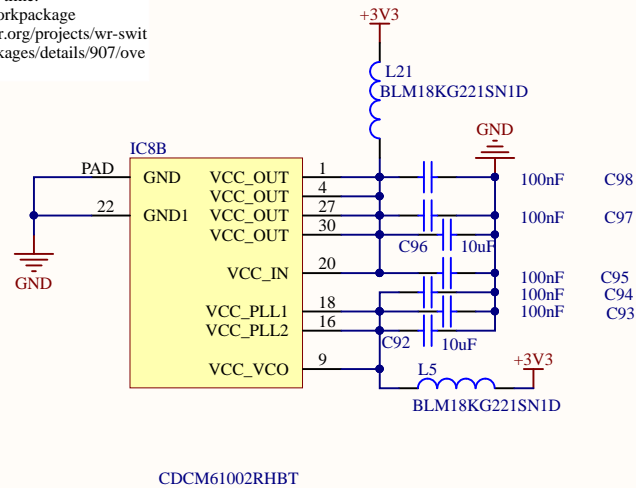 orkpackage
r.org/projects/wr-swit
kages/details/907/ove
+3V3
L21
BLM18KG221SN1D
GND
IC8B
PAD GND VCC_OUT 1 100nF C98
VCC_OUT 4
22 GND1 VCC_OUT 27 100nF C97
VCC_OUT 30 C96 10uF
GND VCC_IN 20 100nF C95
100nF C94
VCC_PLL1 18 100nF C93
VCC_PLL2 16 C92 10uF
VCC_VCO 9 L5 +3V3
BLM18KG221SN1D
CDCM61002RHBT